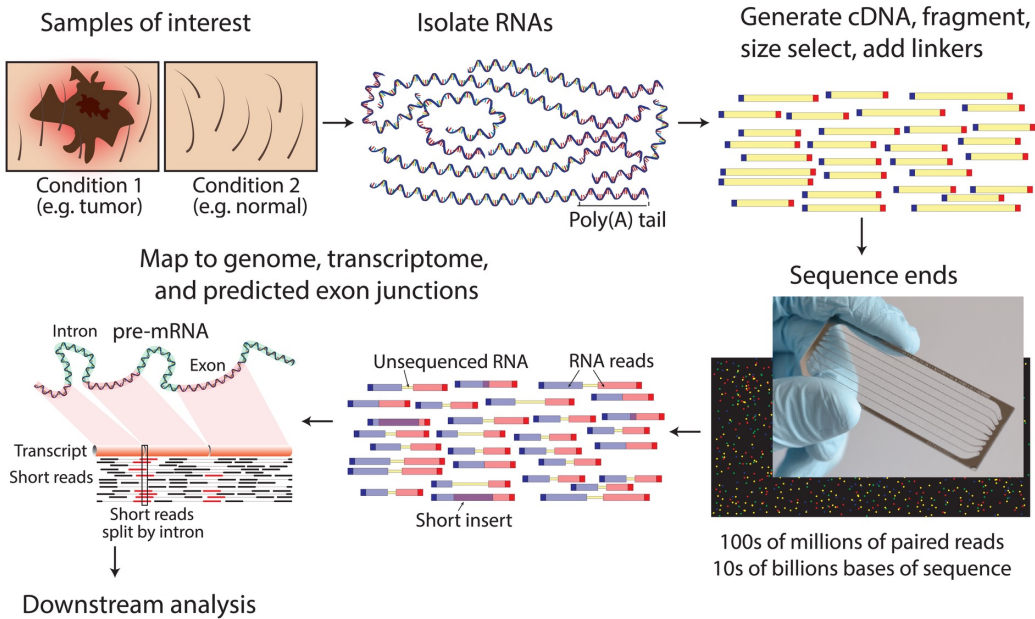 Samples of interest
Isolate RNAs
Generate cDNA, fragment,
size select, add linkers
Condition 1
(e.g. tumor)
Condition 2
(e.g. normal)
Poly(A) tail
Sequence ends
100s of millions of paired reads
10s of billions bases of sequence
Unsequenced RNA
RNA reads
Short insert
Map to genome, transcriptome,
and predicted exon junctions
Intron
pre-mRNA
Exon
Transcript
Short reads
Short reads
split by intron
Downstream analysis